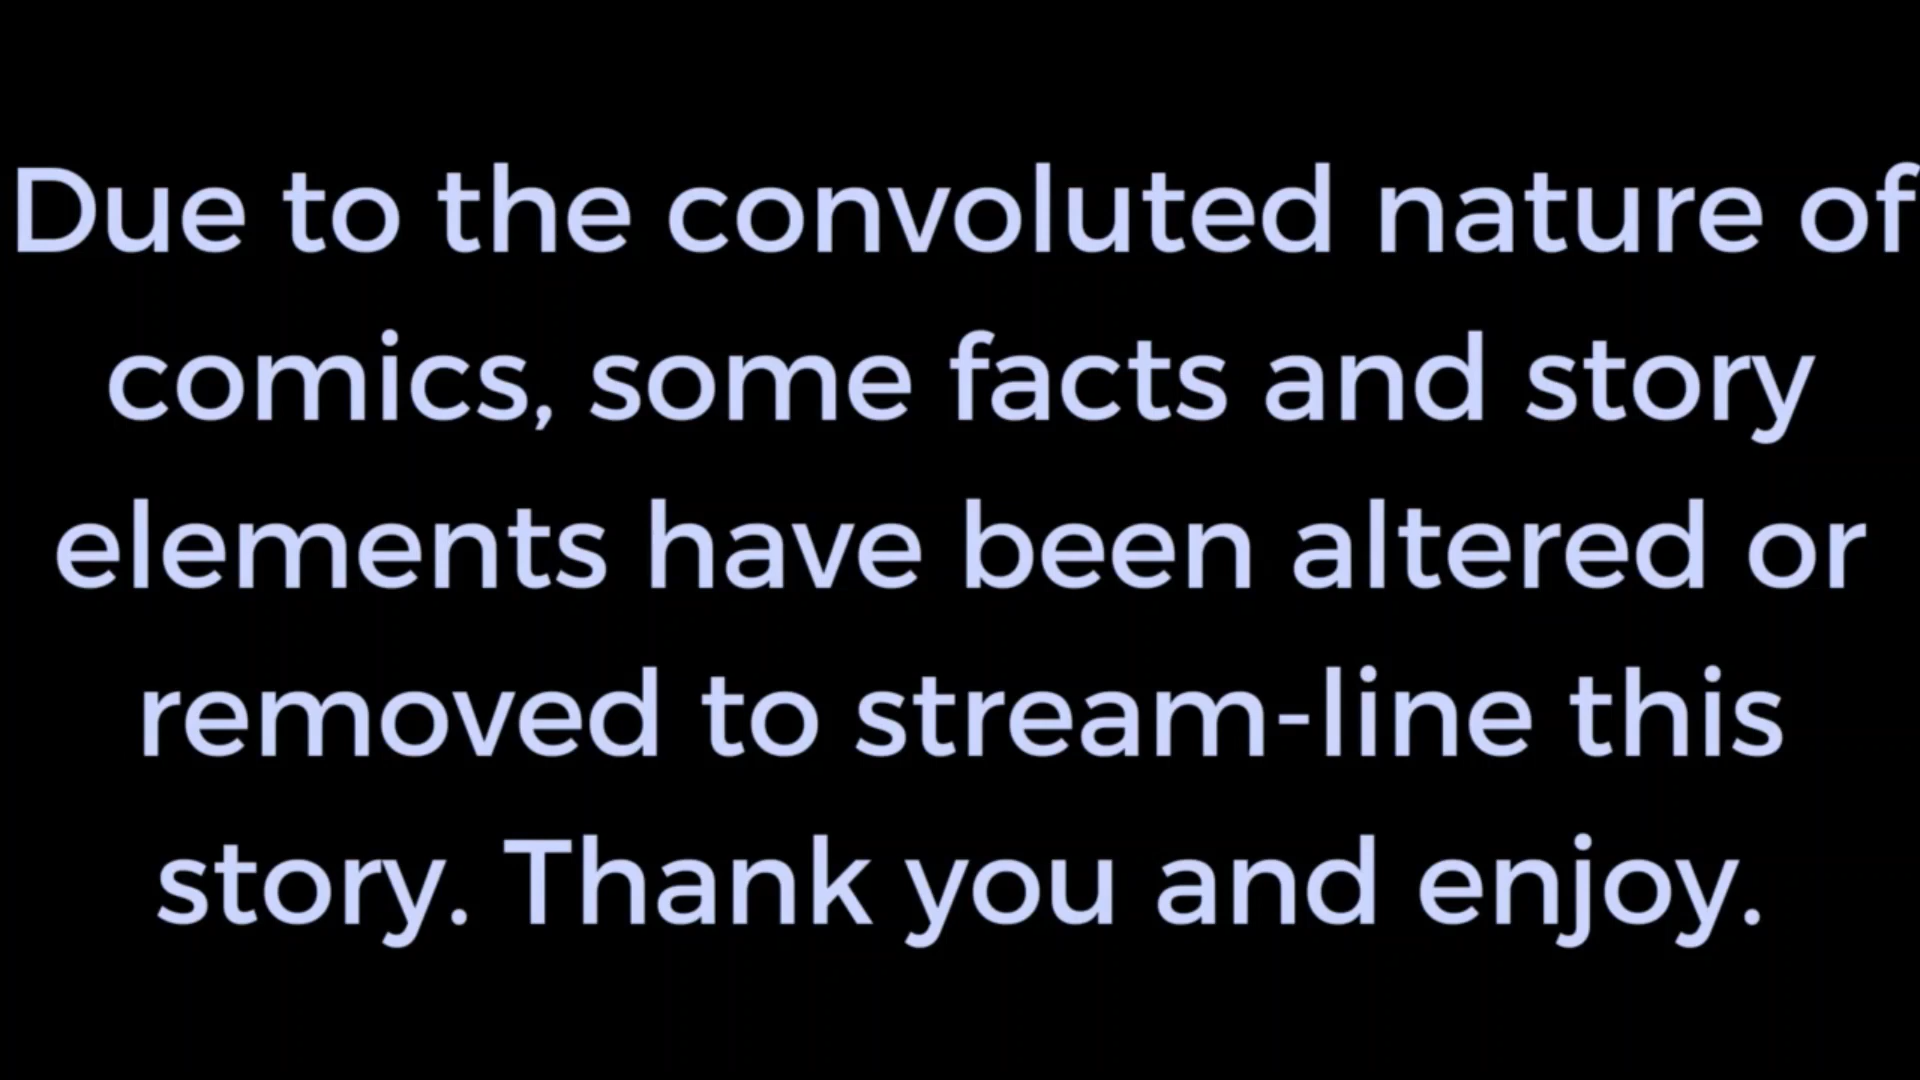 Due to the convoluted nature of
comics, some facts and story
elements have been altered or
removed to stream-line this
story. Thank you and enjoy.